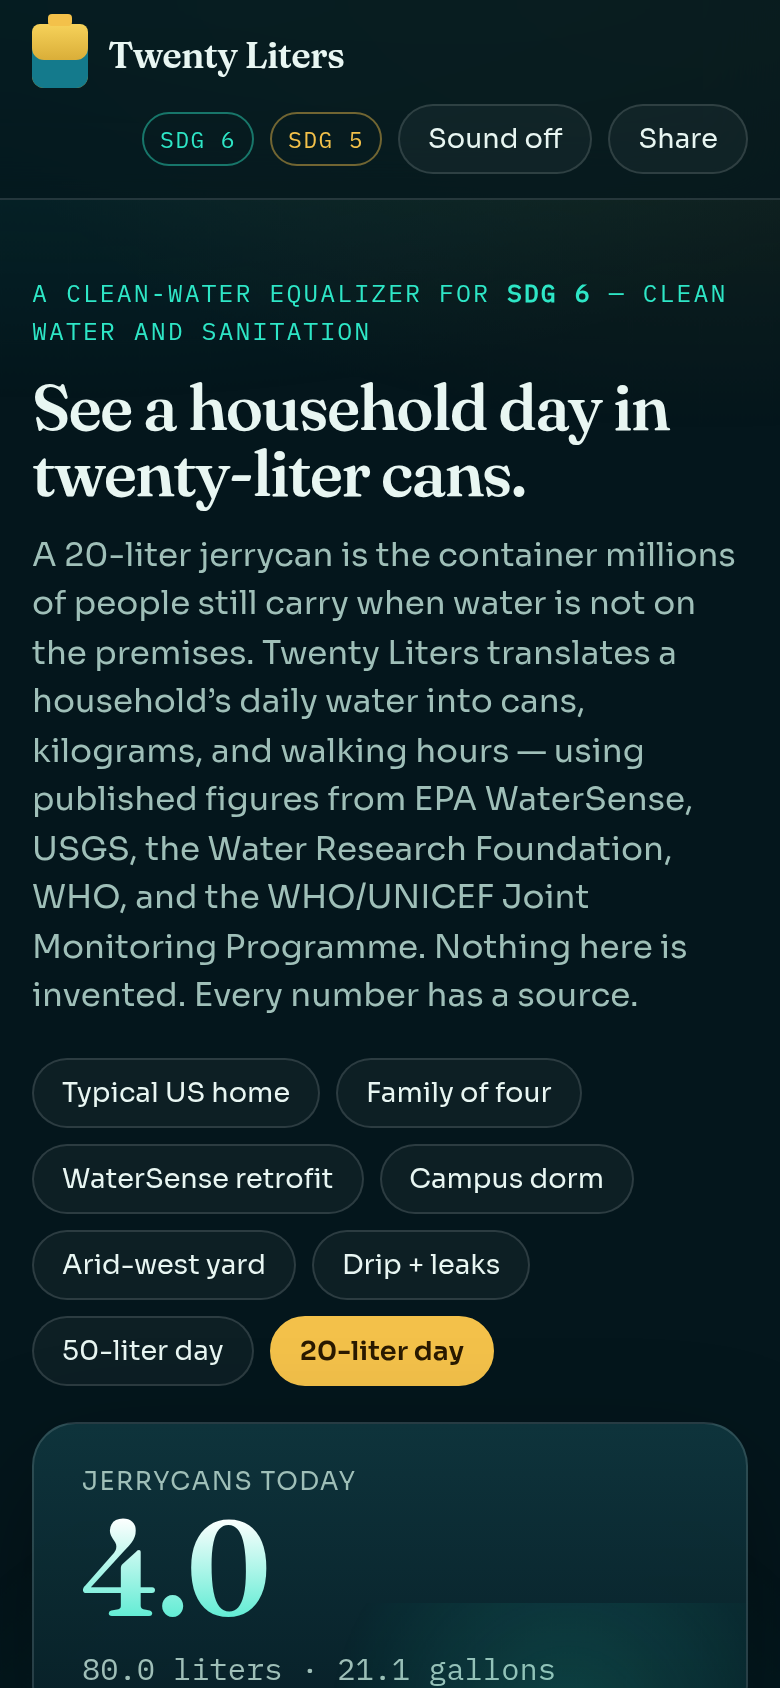 Twenty Liters
SDG 6
SDG 5
Sound off
Share
A CLEAN-WATER EQUALIZER FOR SDG 6 — CLEAN
WATER AND SANITATION
See a household day in
twenty-liter cans.
A 20-liter jerrycan is the container millions
of people still carry when water is not on
the premises. Twenty Liters translates a
household’s daily water into cans,
kilograms, and walking hours — using
published figures from EPA WaterSense,
USGS, the Water Research Foundation,
WHO, and the WHO/UNICEF Joint
Monitoring Programme. Nothing here is
invented. Every number has a source.
Typical US home
Family of four
WaterSense retrofit
Campus dorm
Arid-west yard
Drip + leaks
50-liter day
20-liter day
JERRYCANS TODAY
4.0
80.0 liters · 21.1 gallons